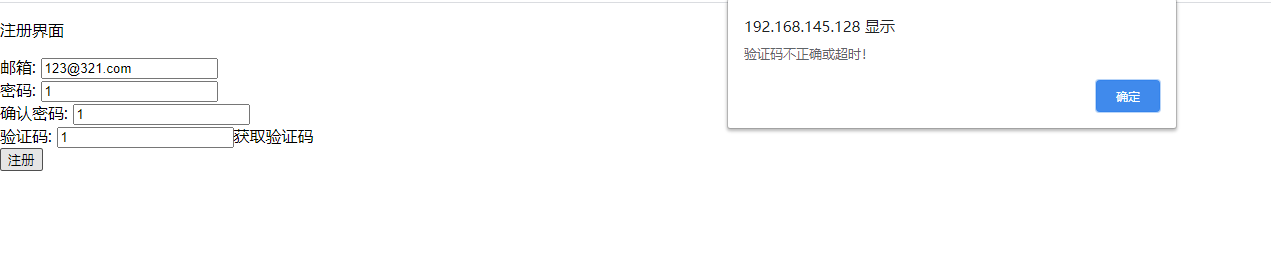 注册界面
邮箱: 123@321.com
密码: 1
确认密码: 1
验证码: 1获取验证码
注册
192.168.145.128 显示
验证码不正确或超时!
确定